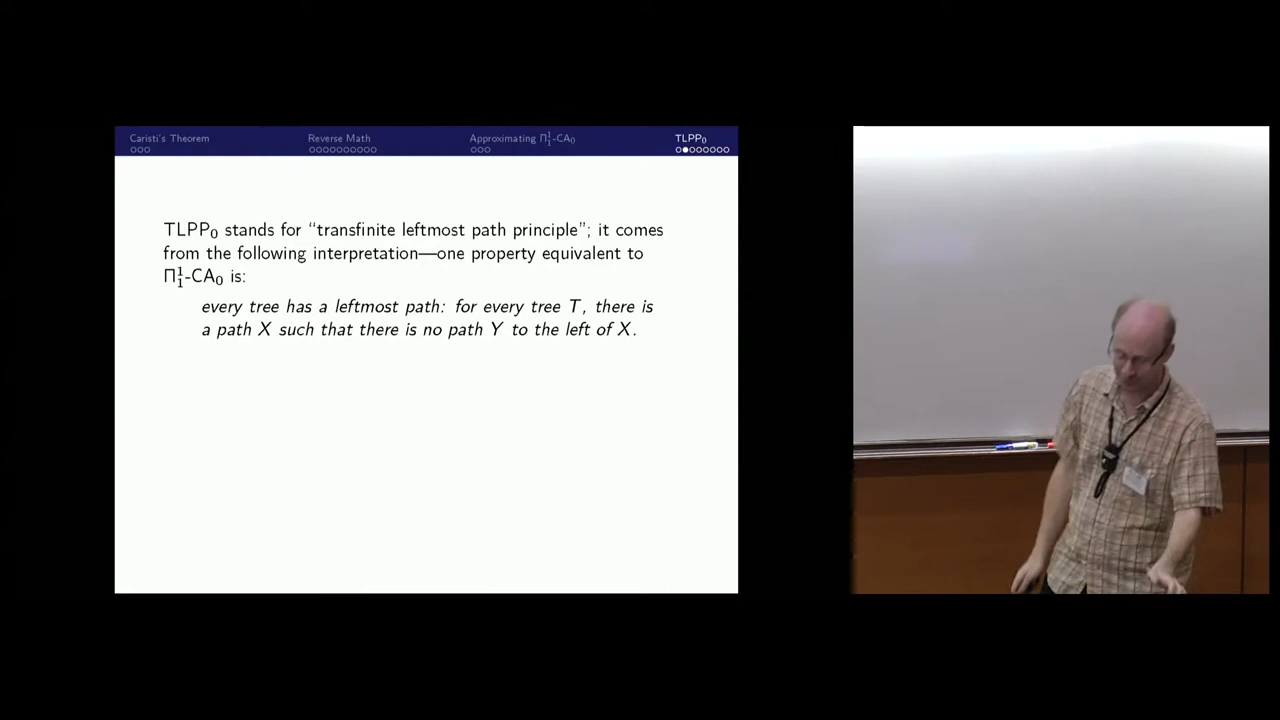 Caristi's Theorem Reverse Math Approximating Π¹₁-CA₀ TLPP₀
TLPP₀ stands for “transfinite leftmost path principle”; it comes
from the following interpretation—one property equivalent to
Π¹₁-CA₀ is:
every tree has a leftmost path: for every tree T, there is
a path X such that there is no path Y to the left of X.